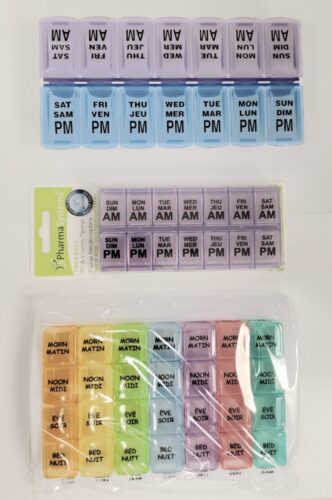 SAT SAM AM
FRI VEN AM
THU JEU AM
WED MER AM
TUE MAR AM
MON LUN AM
SUN DIM AM
SAT SAM PM
FRI VEN PM
THU JEU PM
WED MER PM
TUE MAR PM
MON LUN PM
SUN DIM PM
PharmaSystems
SUN DIM AM
MON LUN AM
TUE MAR AM
WED MER AM
THU JEU AM
FRI VEN AM
SAT SAM AM
SUN DIM PM
MON LUN PM
TUE MAR PM
WED MER PM
THU JEU PM
FRI VEN PM
SAT SAM PM
MORN MATIN
MORN MATIN
MORN MATIN
MORN MATIN
MORN MATIN
MORN MATIN
MORN MATIN
NOON MIDI
NOON MIDI
NOON MIDI
NOON MIDI
NOON MIDI
NOON MIDI
NOON MIDI
EVE SOIR
EVE SOIR
EVE SOIR
EVE SOIR
EVE SOIR
EVE SOIR
EVE SOIR
BED NUIT
BED NUIT
BED NUIT
BED NUIT
BED NUIT
BED NUIT
BED NUIT